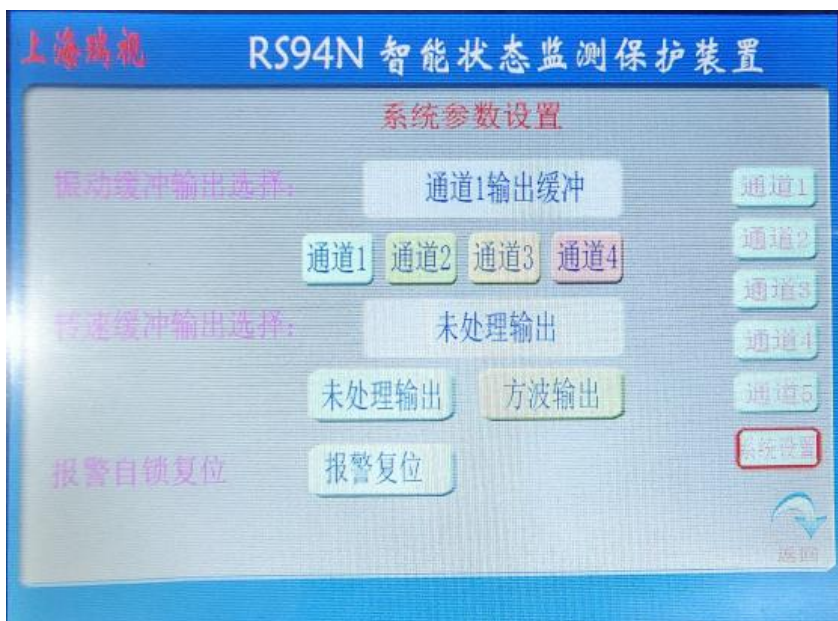 上海瑞视 RS94N 智能状态监测保护装置
系统参数设置
振动缓冲输出选择： 通道1输出缓冲
通道1 通道2 通道3 通道4
转速缓冲输出选择： 未处理输出
未处理输出 方波输出
报警自锁复位 报警复位
通道1
通道2
通道3
通道4
通道5
系统设置
返回